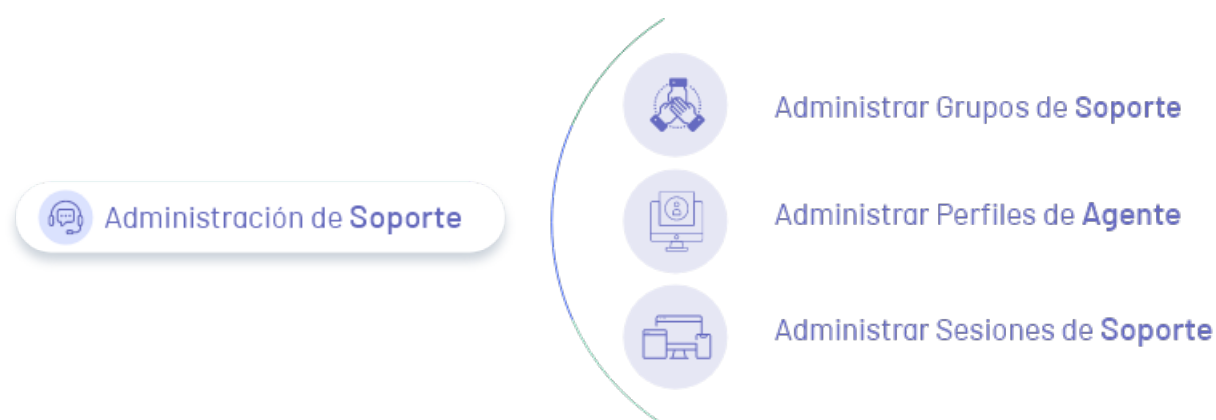 Administrar Grupos de Soporte
Administración de Soporte
Administrar Perfiles de Agente
Administrar Sesiones de Soporte